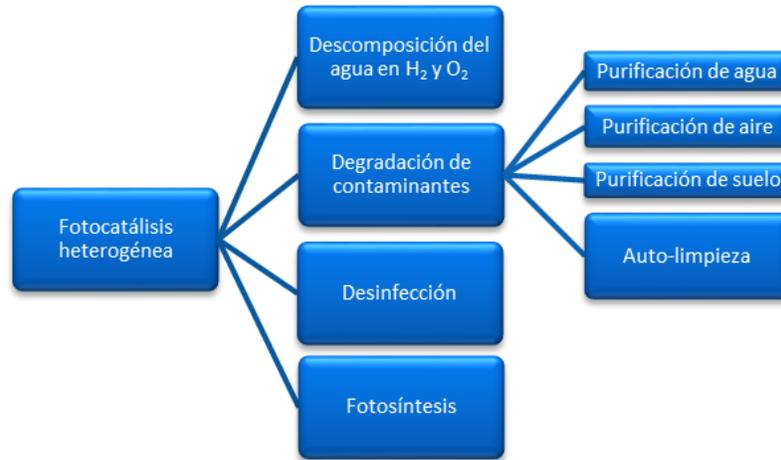 Fotocatálisis
heterogénea
Descomposición del
agua en H₂ y O₂
Degradación de
contaminantes
Desinfección
Fotosíntesis
Purificación de agua
Purificación de aire
Purificación de suelo
Auto-limpieza